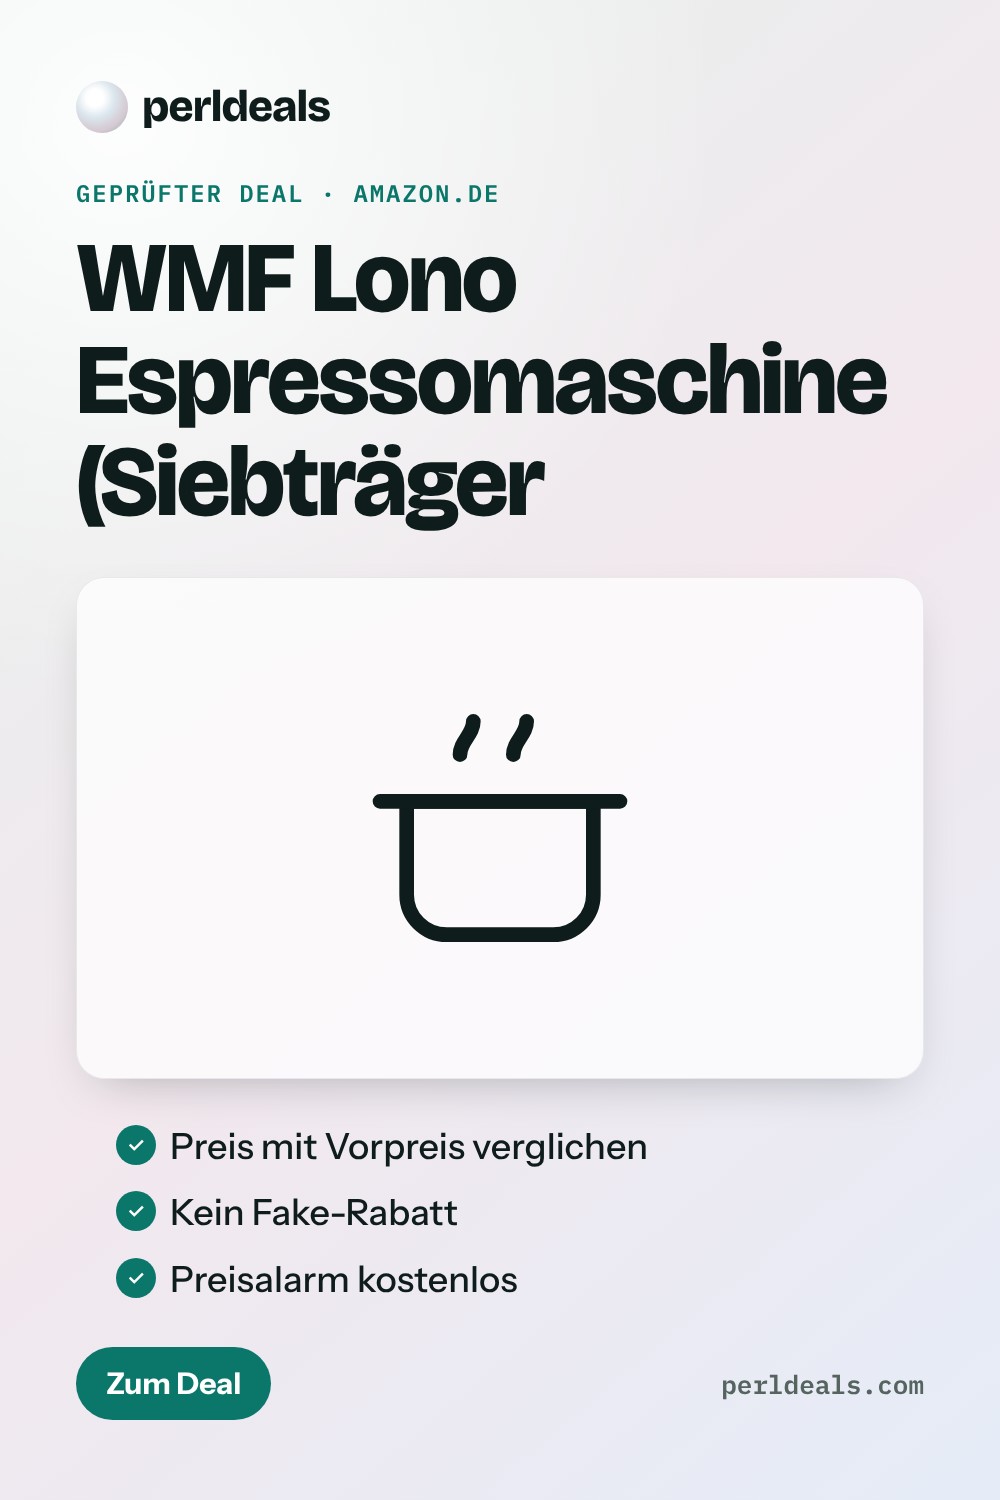 perldeals
GEPRÜFTER DEAL · AMAZON.DE
WMF Lono
Espressomaschine
(Siebträger
Preis mit Vorpreis verglichen
Kein Fake-Rabatt
Preisalarm kostenlos
Zum Deal
perldeals.com